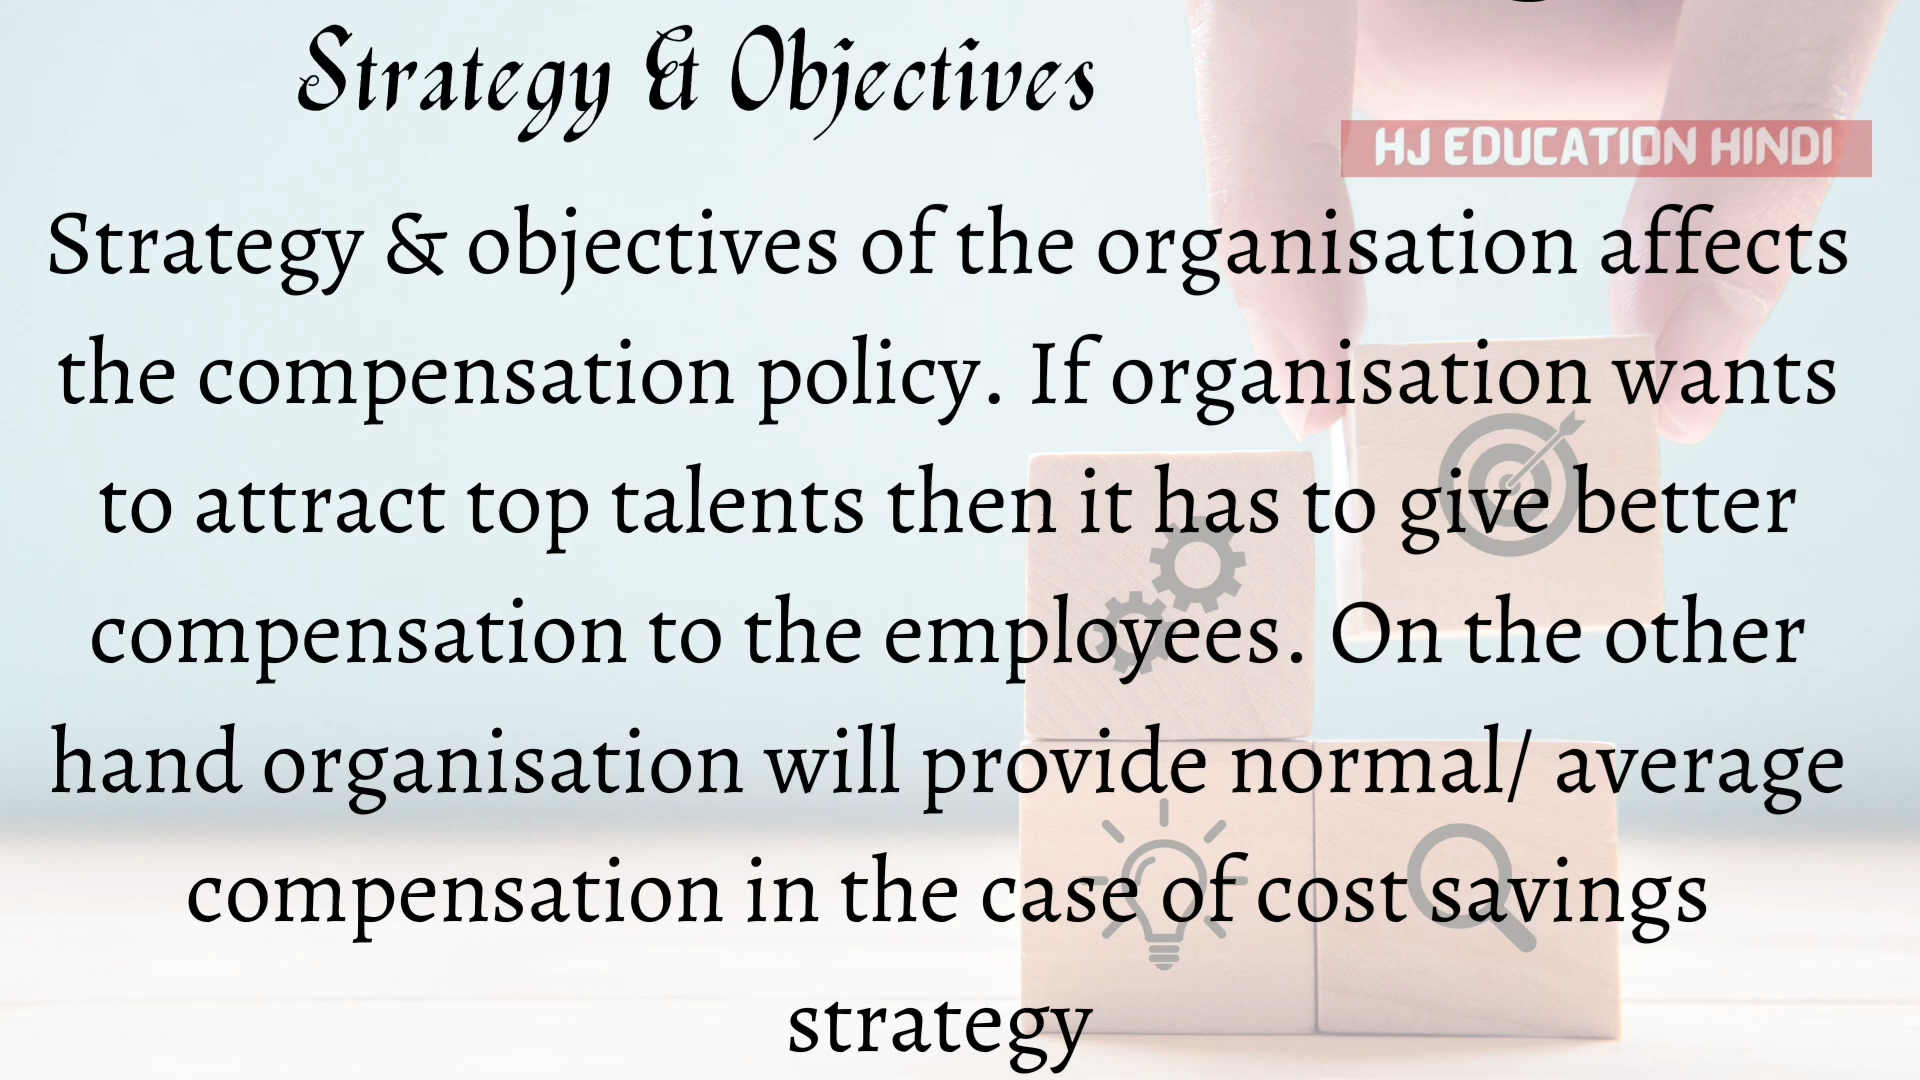 Strategy & Objectives
HJ EDUCATION HINDI
Strategy & objectives of the organisation affects
the compensation policy. If organisation wants
to attract top talents then it has to give better
compensation to the employees. On the other
hand organisation will provide normal/ average
compensation in the case of cost savings
strategy